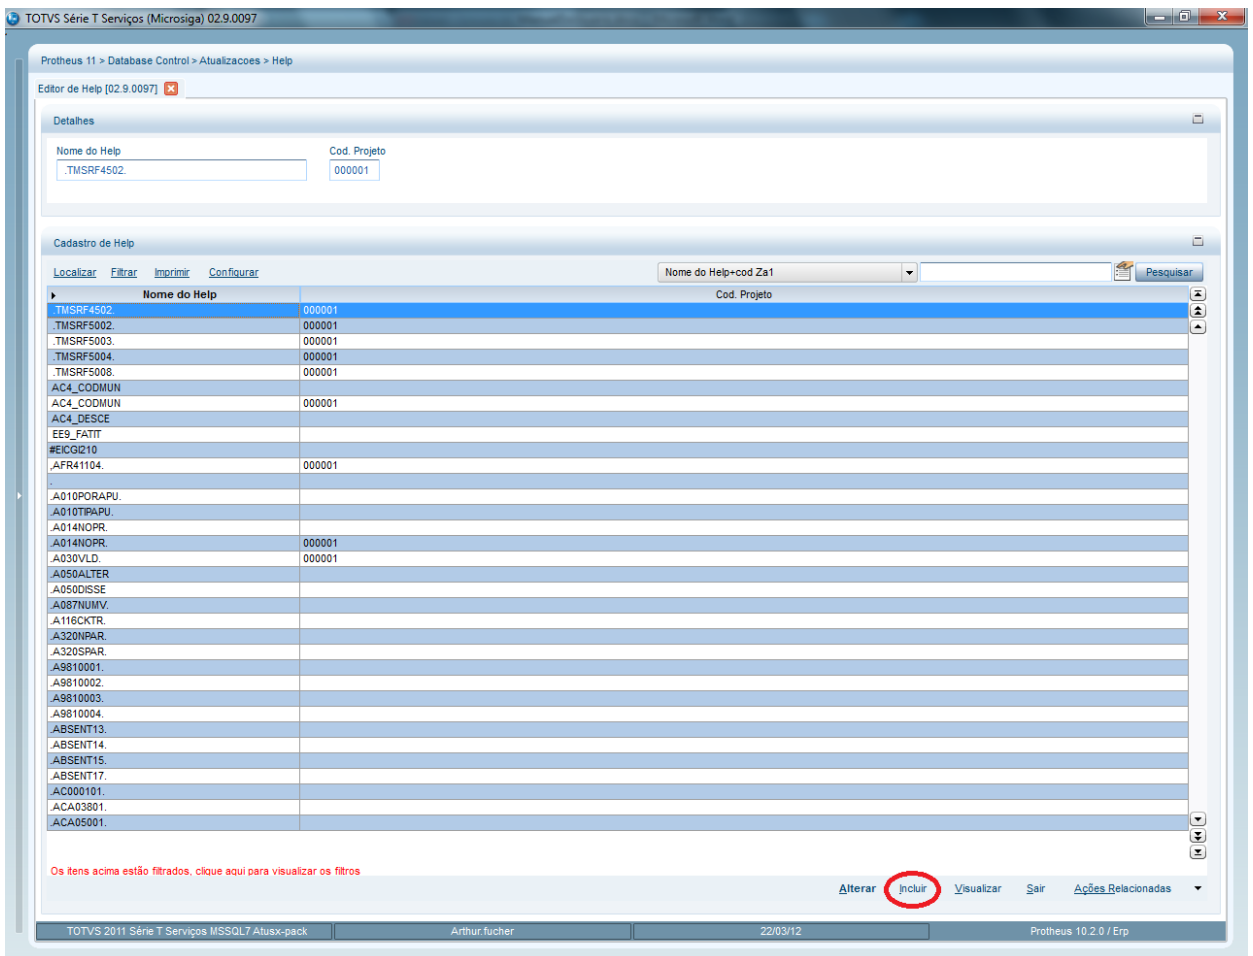 TOTVS Série T Serviços (Microsiga) 02.9.0097
Protheus 11 > Database Control > Atualizacoes > Help
Editor de Help [02.9.0097]
Detalhes
Nome do Help Cod. Projeto
.TMSRF4502. 000001
Cadastro de Help
Localizar Filtrar Imprimir Configurar Nome do Help+cod Za1 Pesquisar
Nome do Help Cod. Projeto
.TMSRF4502. 000001
.TMSRF5002. 000001
.TMSRF5003. 000001
.TMSRF5004. 000001
.TMSRF5008. 000001
AC4_CODMUN
AC4_CODMUN 000001
AC4_DESCE
EE9_FATIT
#EICGI210
,AFR41104. 000001
.
.A010PORAPU.
.A010TIPAPU.
.A014NOPR.
.A014NOPR. 000001
.A030VLD. 000001
.A050ALTER
.A050DISSE
.A087NUMV.
.A116CKTR.
.A320NPAR.
.A320SPAR.
.A9810001.
.A9810002.
.A9810003.
.A9810004.
.ABSENT13.
.ABSENT14.
.ABSENT15.
.ABSENT17.
.AC000101.
.ACA03801.
.ACA05001.
Os itens acima estão filtrados, clique aqui para visualizar os filtros
Alterar Incluir Visualizar Sair Ações Relacionadas
TOTVS 2011 Série T Serviços MSSQL7 Atusx-pack Arthur.fucher 22/03/12 Protheus 10.2.0 / Erp